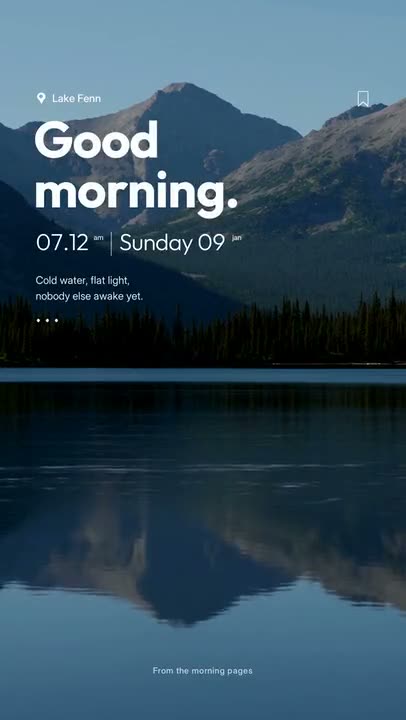 Lake Fenn
Good
morning.
07.12 am | Sunday 09 jan
Cold water, flat light,
nobody else awake yet.
...
From the morning pages